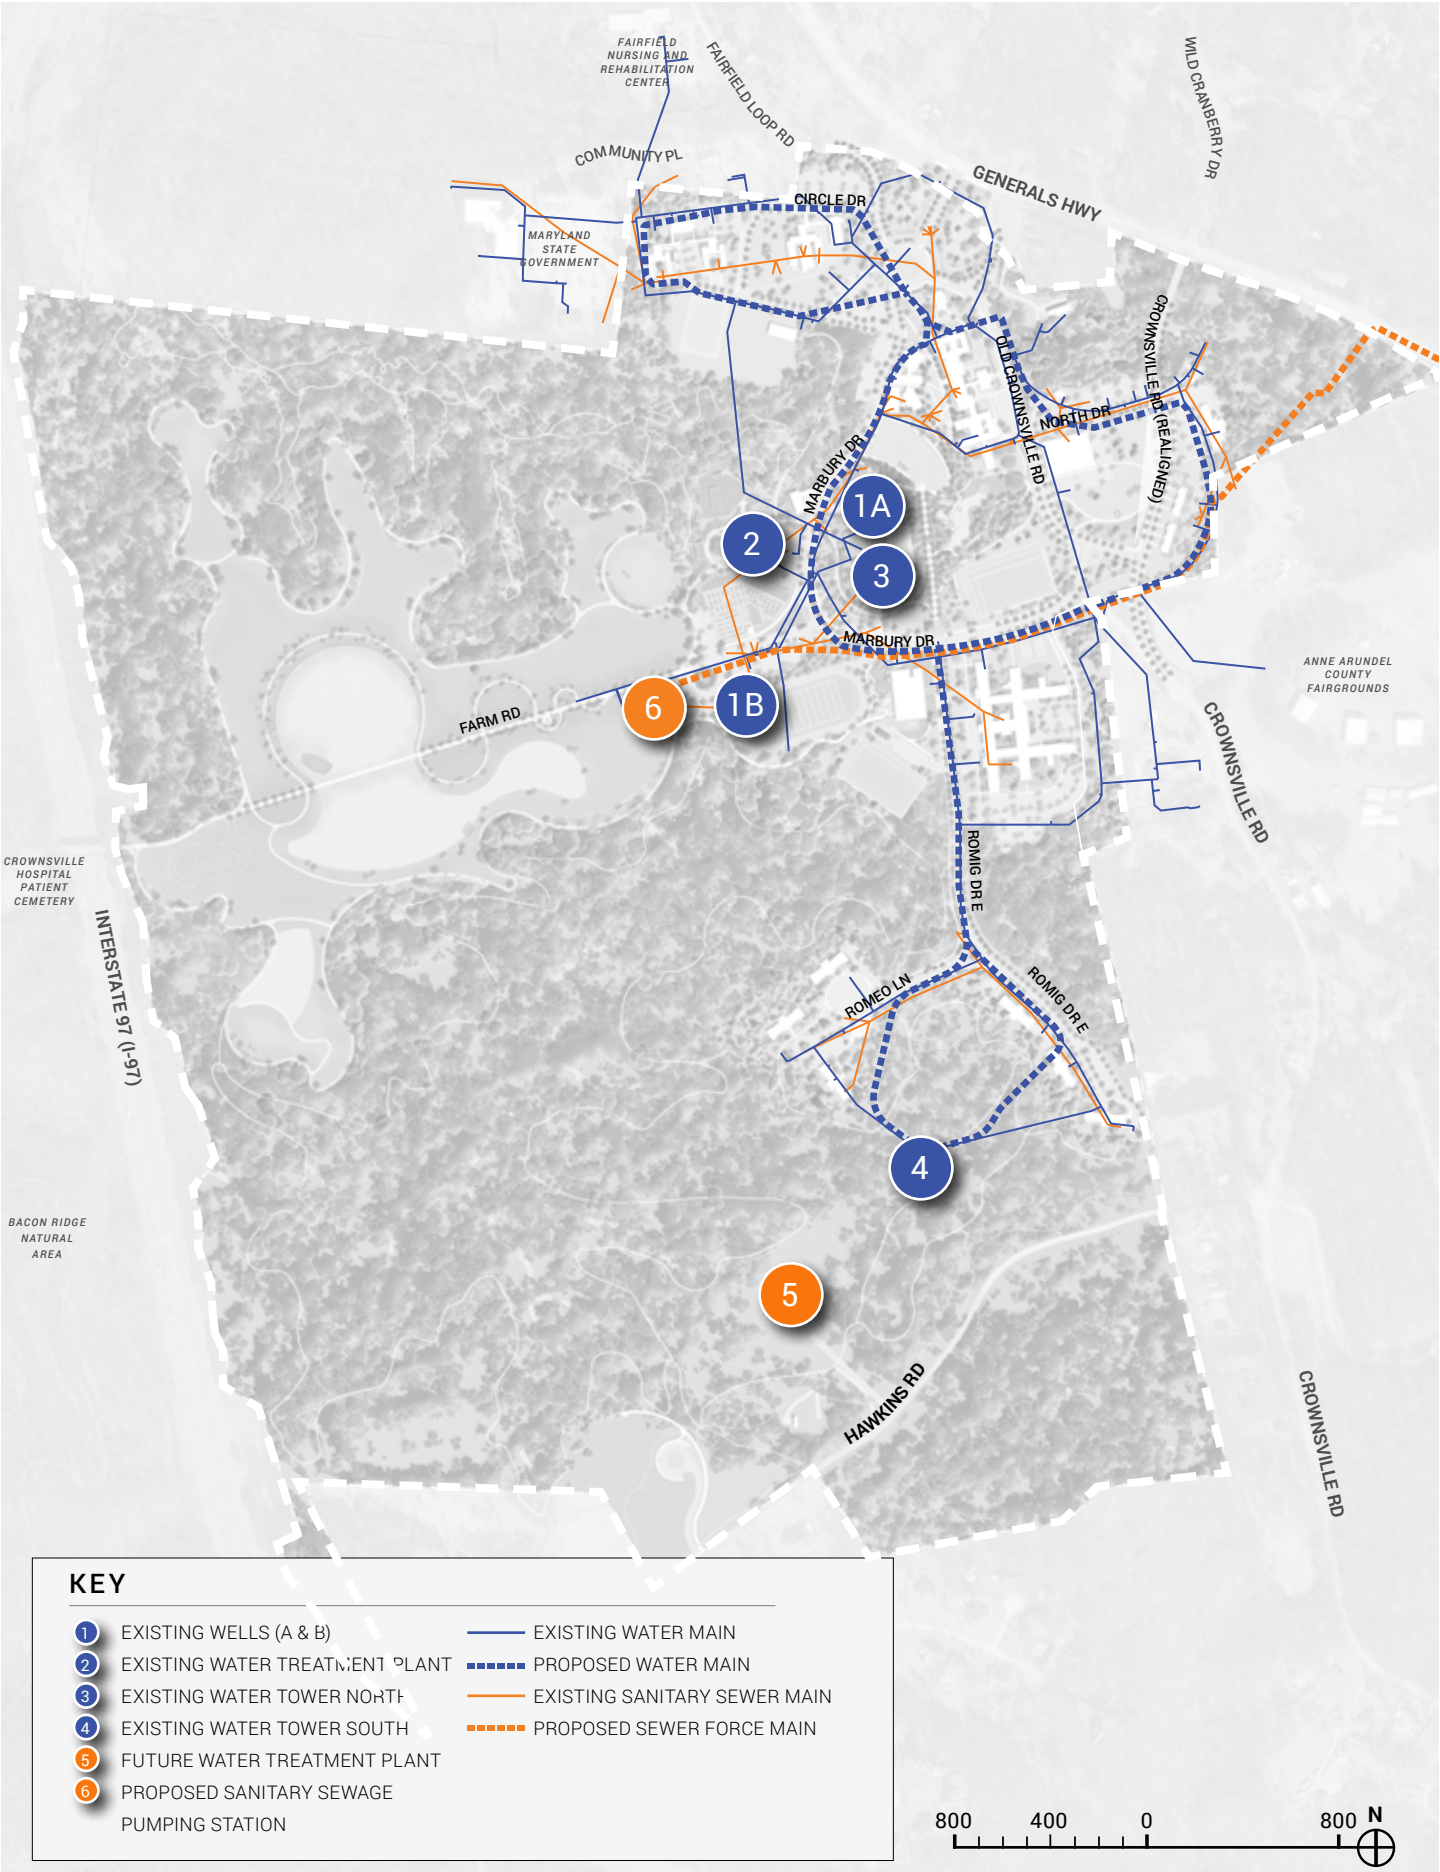 FAIRFIELD
NURSING AND
REHABILITATION
CENTER
FAIRFIELD LOOP RD
WILD CRANBERRY DR
COMMUNITY PL
GENERALS HWY
CIRCLE DR
MARYLAND
STATE
GOVERNMENT
CROWNSVILLE RD (REALIGNED)
OLD CROWNSVILLE RD
NORTH DR
MARBURY DR
1A
2
3
MARBURY DR
ANNE ARUNDEL
COUNTY
FAIRGROUNDS
6
1B
FARM RD
CROWNSVILLE RD
ROMIG DR E
CROWNSVILLE
HOSPITAL
PATIENT
CEMETERY
INTERSTATE 97 (I-97)
ROMEO LN
ROMIG DR E
4
BACON RIDGE
NATURAL
AREA
5
HAWKINS RD
CROWNSVILLE RD
KEY
1 EXISTING WELLS (A & B)
2 EXISTING WATER TREATMENT PLANT
3 EXISTING WATER TOWER NORTH
4 EXISTING WATER TOWER SOUTH
5 FUTURE WATER TREATMENT PLANT
6 PROPOSED SANITARY SEWAGE
PUMPING STATION
EXISTING WATER MAIN
PROPOSED WATER MAIN
EXISTING SANITARY SEWER MAIN
PROPOSED SEWER FORCE MAIN
800 400 0 800 N